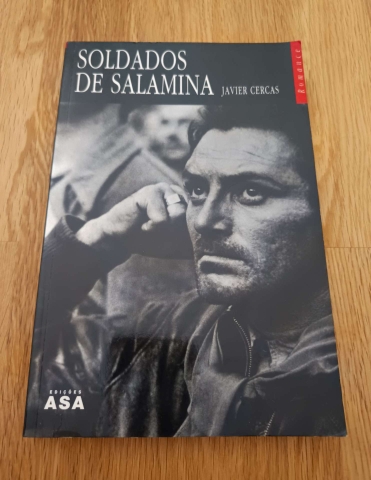 SOLDADOS
DE SALAMINA JAVIER CERCAS
Romance
EDIÇÕES
ASA